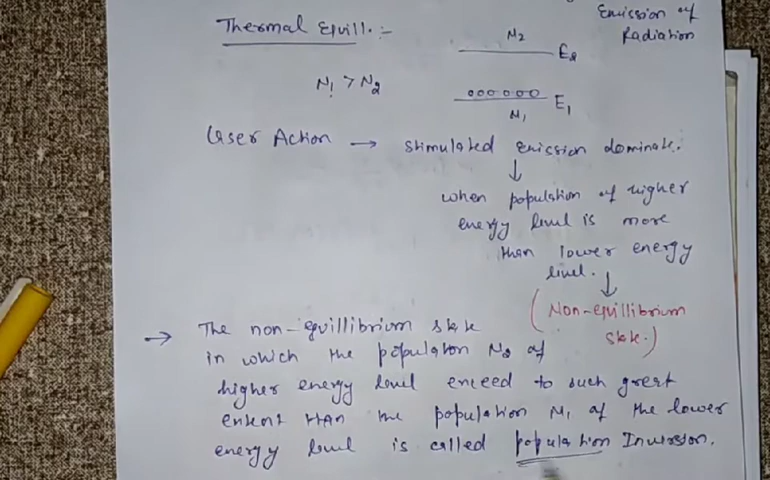 Emission of
Radiation
Thermal Equill. :-
N2
E2
N1 > N2
000000 E1
N1
Laser Action → stimulated Emission dominate.
↓
when population of higher
energy level is more
than lower energy
level.
↓
(Non-equillibrium
state.)
→ The non-equillibrium state
in which the population N2 of
higher energy level exceed to such great
extent than the population N1 of the lower
energy level is called population Inversion.